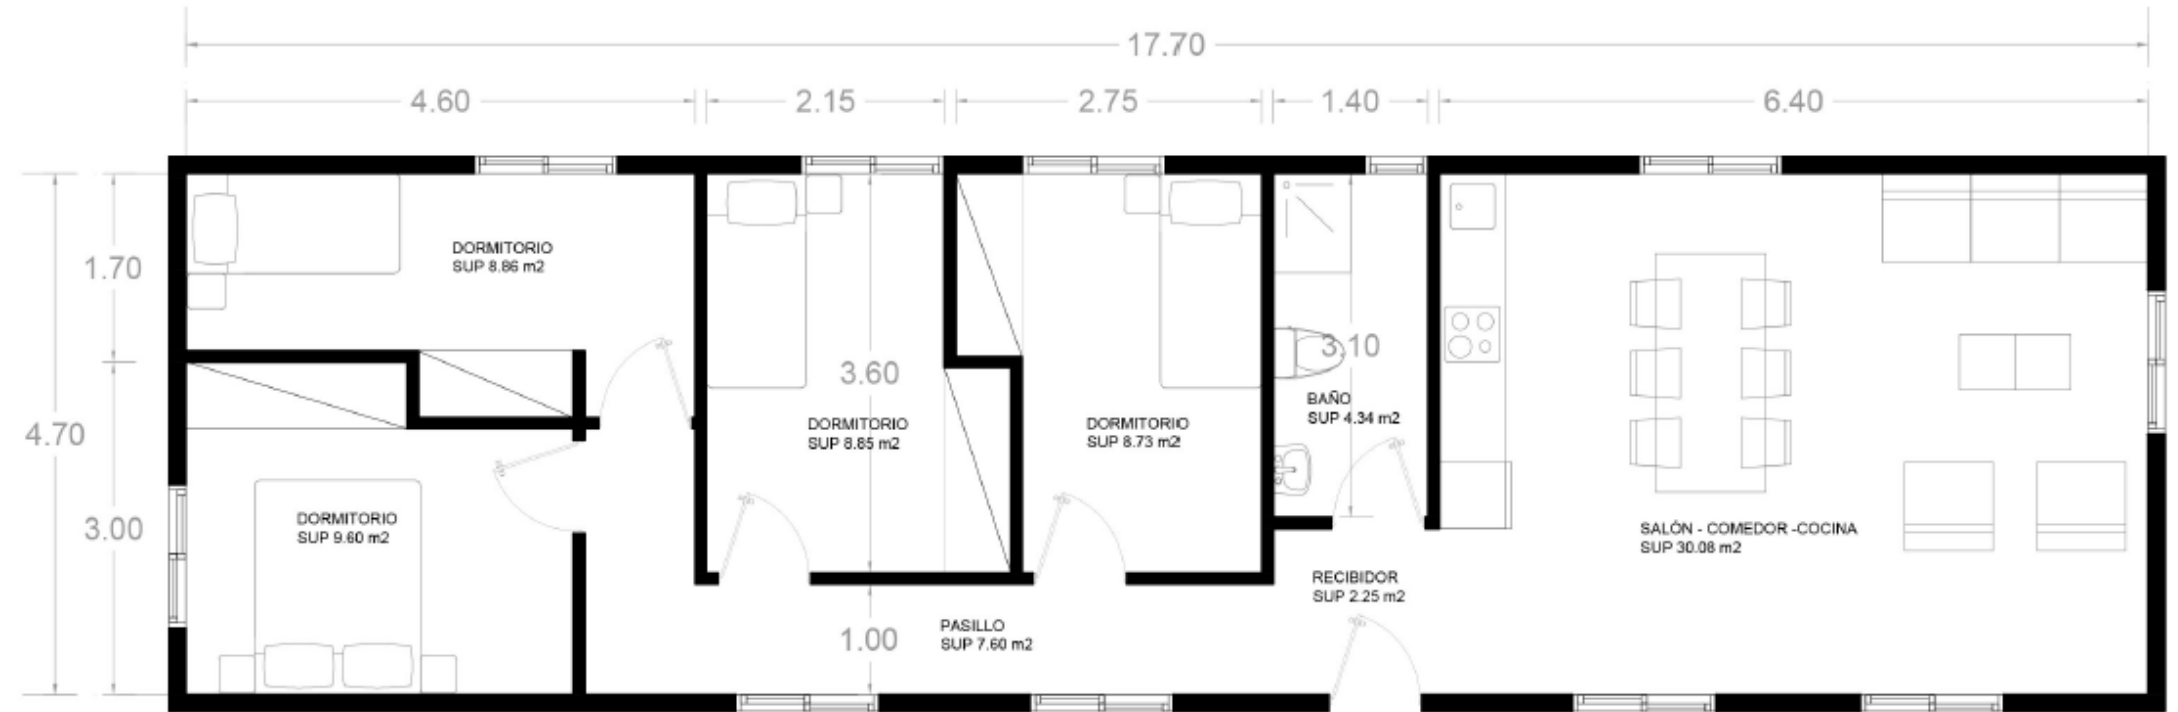 17.70
4.60
2.15
2.75
1.40
6.40
1.70
4.70
3.00
DORMITORIO
SUP 8.86 m2
3.60
DORMITORIO
SUP 8.85 m2
DORMITORIO
SUP 8.73 m2
3.10
BAÑO
SUP 4.34 m2
DORMITORIO
SUP 9.60 m2
SALÓN - COMEDOR -COCINA
SUP 30.08 m2
RECIBIDOR
SUP 2.25 m2
1.00
PASILLO
SUP 7.60 m2